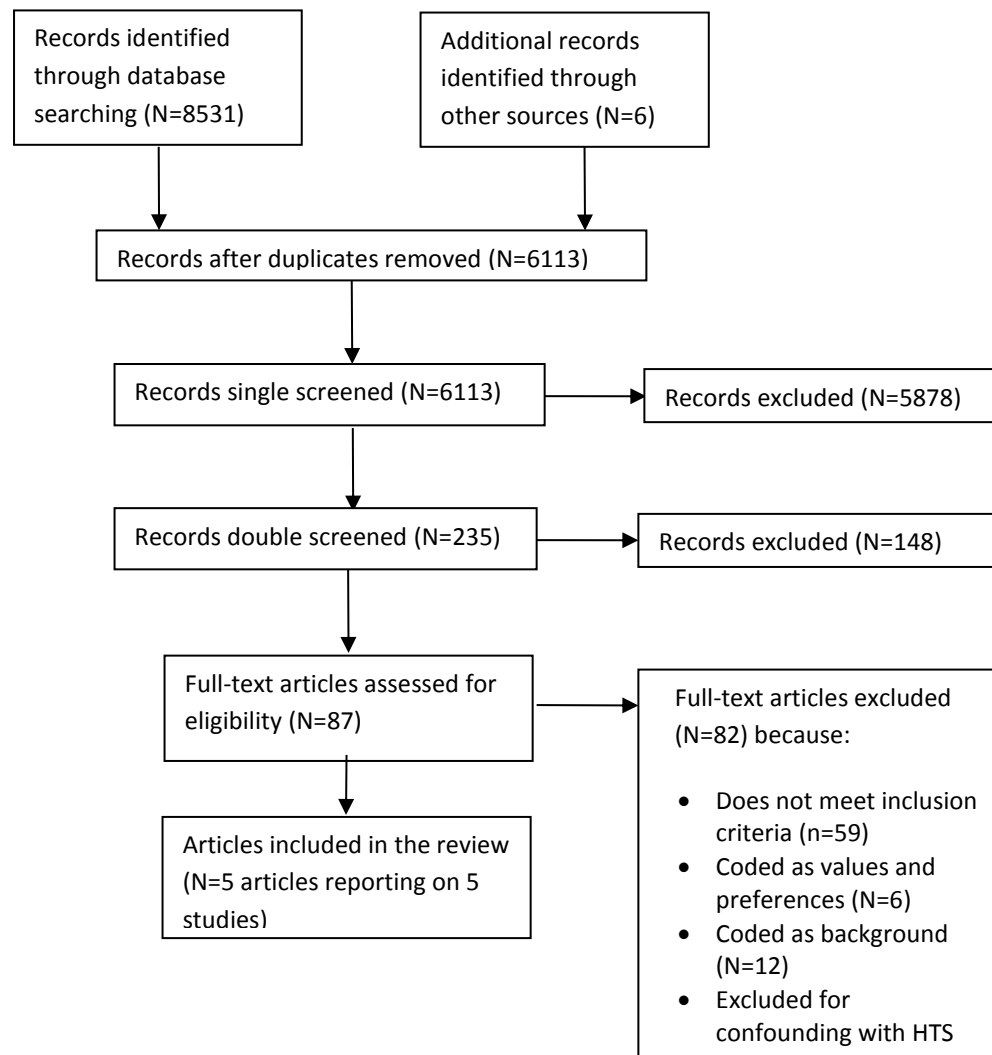 Records identified
through database
searching (N=8531)
Additional records
identified through
other sources (N=6)
Records after duplicates removed (N=6113)
Records single screened (N=6113)
Records excluded (N=5878)
Records double screened (N=235)
Records excluded (N=148)
Full-text articles assessed for
eligibility (N=87)
Full-text articles excluded
(N=82) because:
• Does not meet inclusion
criteria (n=59)
• Coded as values and
preferences (N=6)
• Coded as background
(N=12)
• Excluded for
confounding with HTS
Articles included in the review
(N=5 articles reporting on 5
studies)